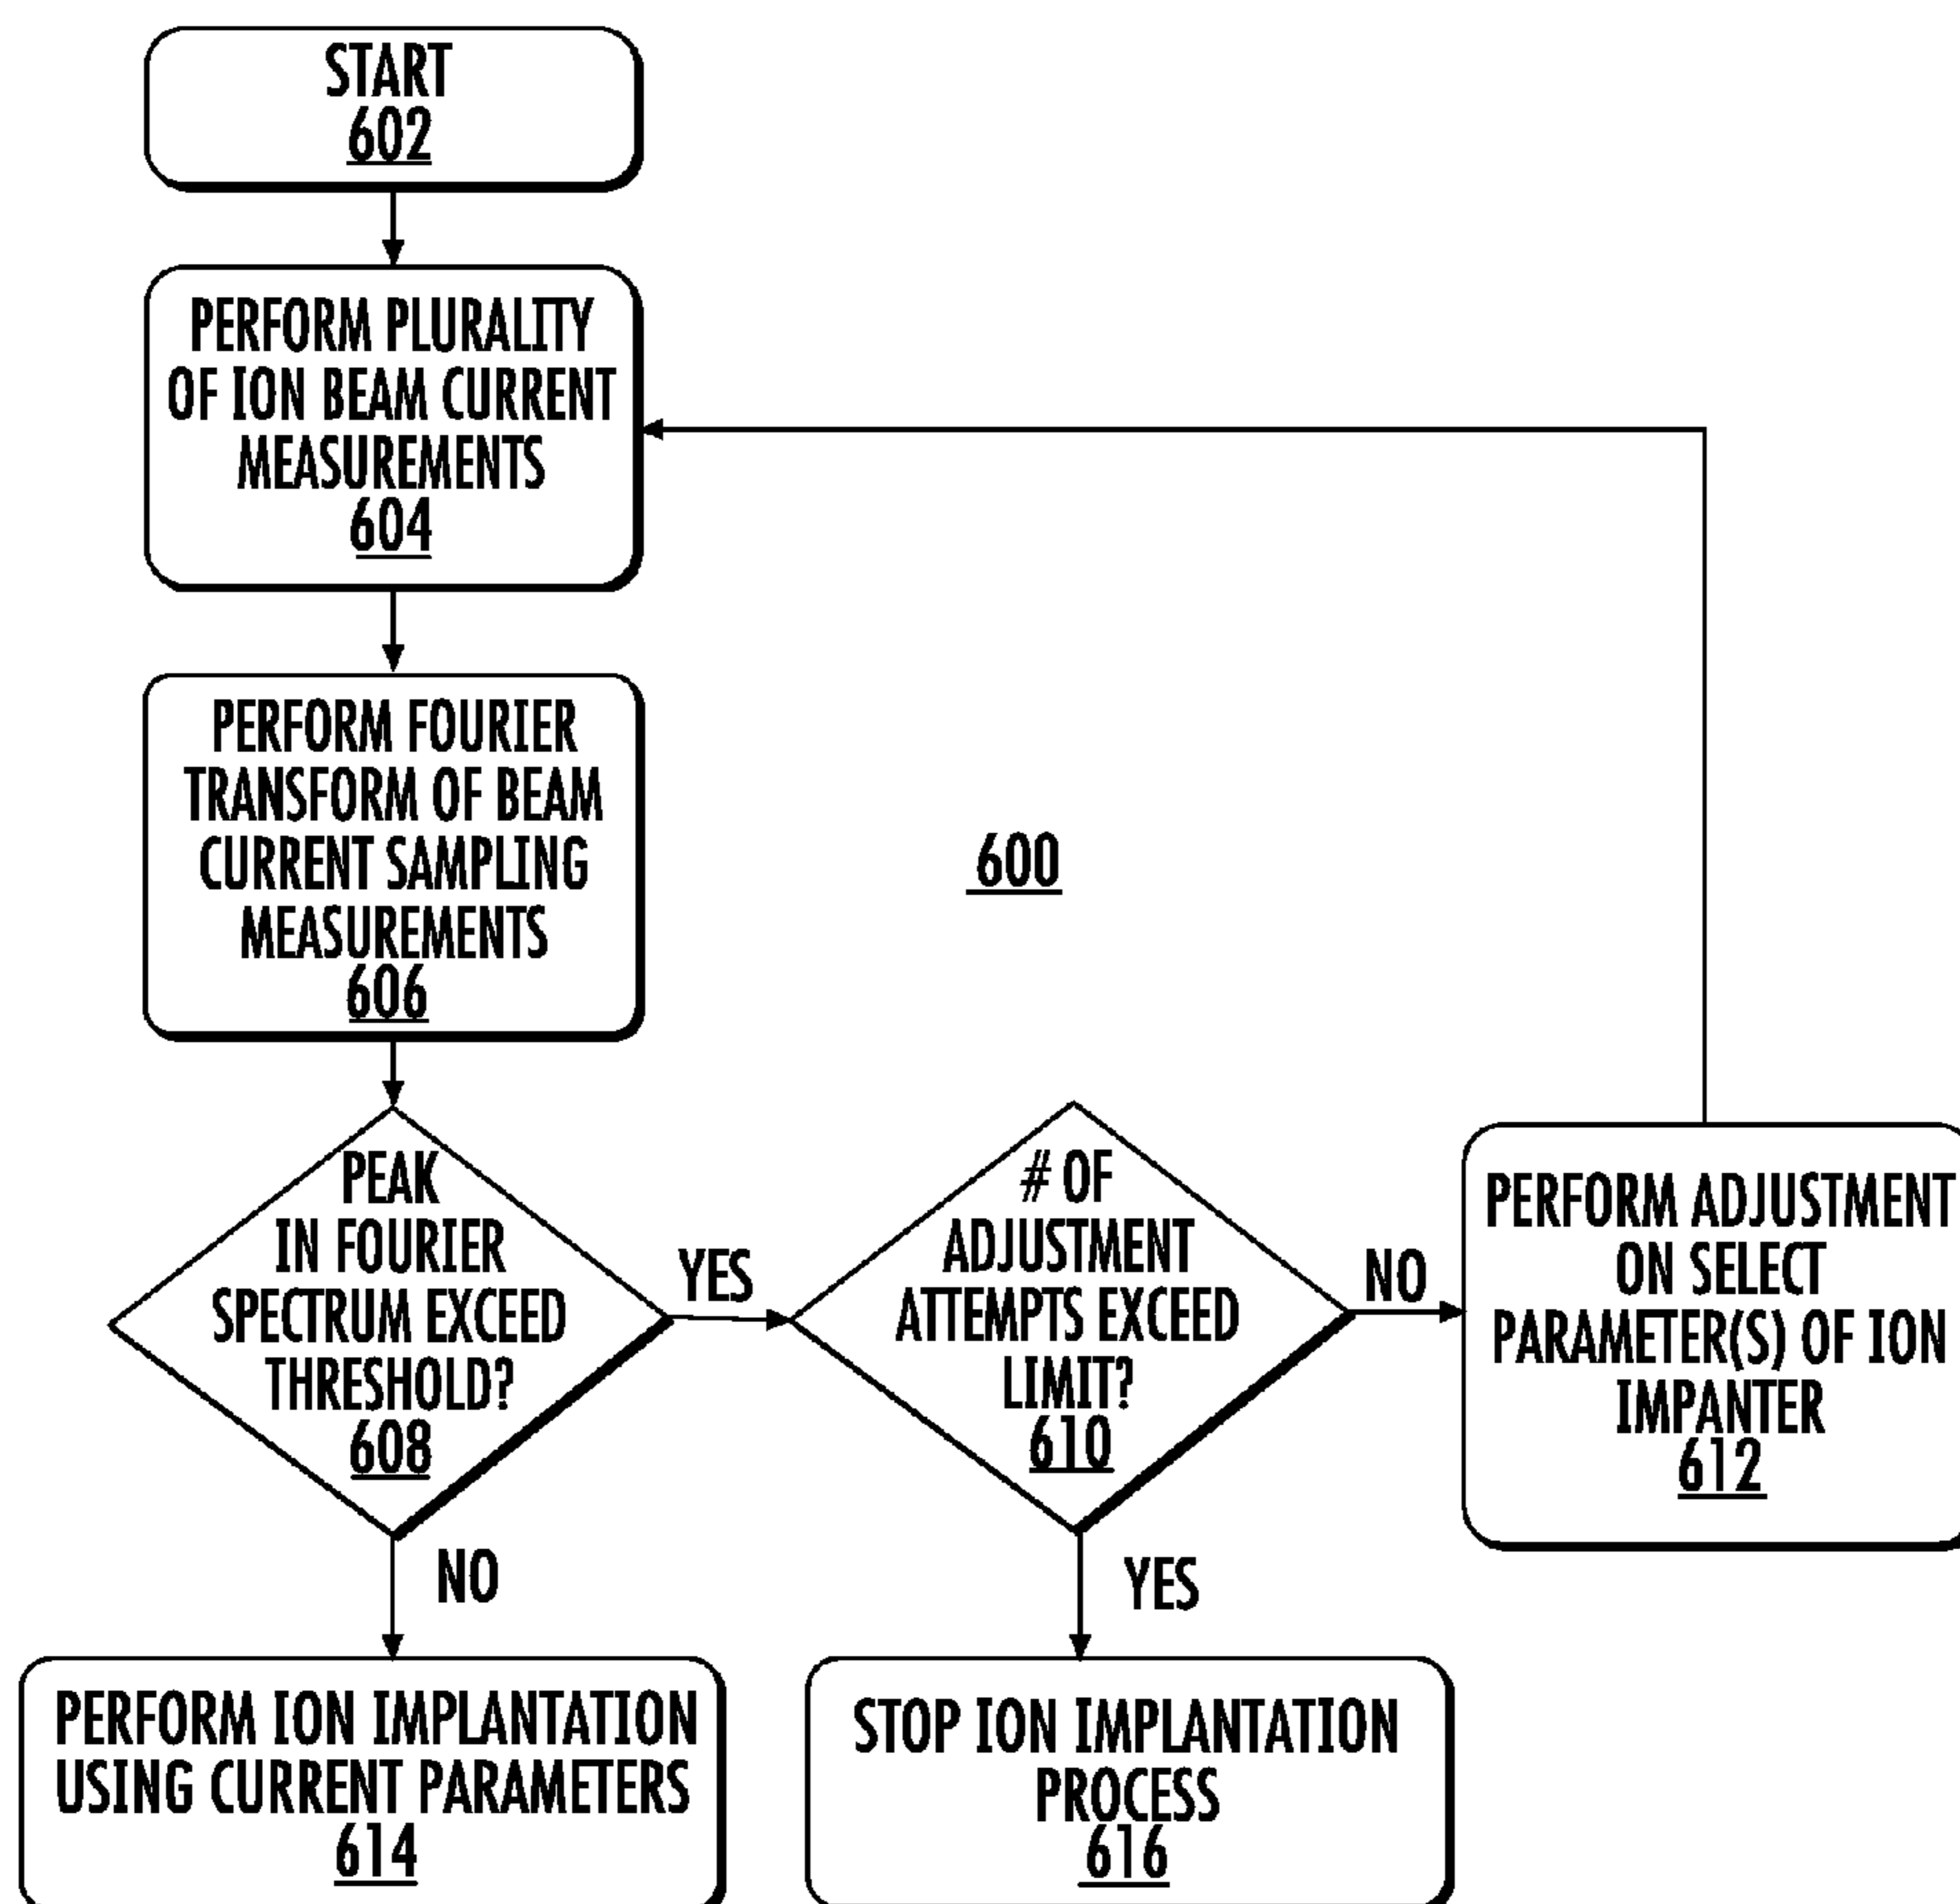 START
602
PERFORM PLURALITY
OF ION BEAM CURRENT
MEASUREMENTS
604
PERFORM FOURIER
TRANSFORM OF BEAM
CURRENT SAMPLING
MEASUREMENTS
606
600
PEAK
IN FOURIER
SPECTRUM EXCEED
THRESHOLD?
608
YES
# OF
ADJUSTMENT
ATTEMPTS EXCEED
LIMIT?
610
NO
PERFORM ADJUSTMENT
ON SELECT
PARAMETER(S) OF ION
IMPANTER
612
NO
YES
PERFORM ION IMPLANTATION
USING CURRENT PARAMETERS
614
STOP ION IMPLANTATION
PROCESS
616